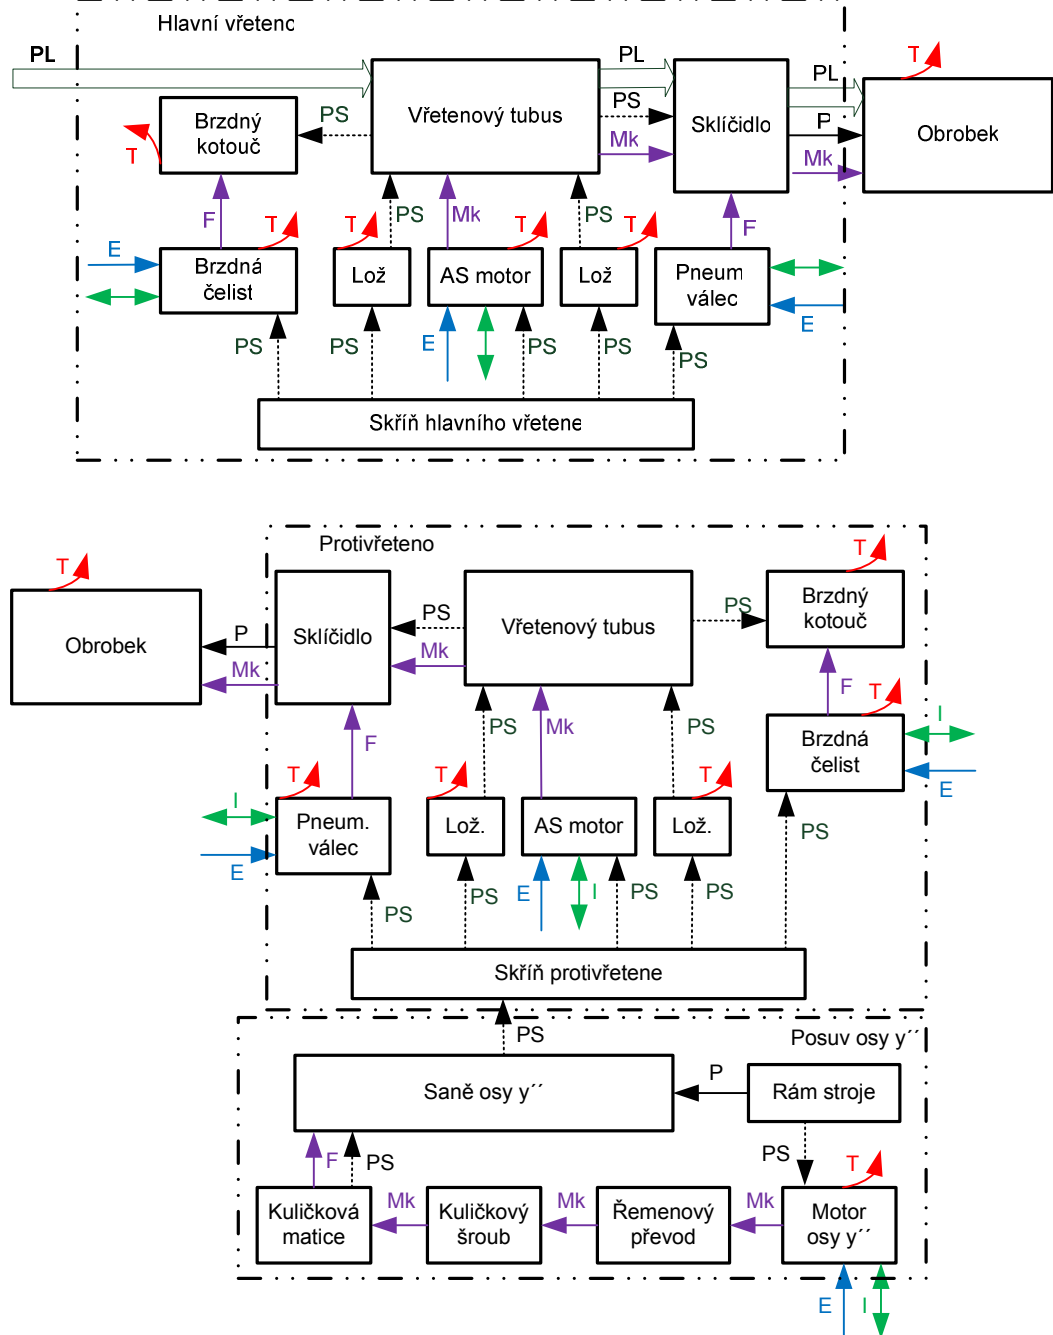 Hlavní vřeteno
PL
PL
PL
T
PS
PS
Vřetenový tubus
Sklíčidlo
Obrobek
Brzdný
kotouč
T
P
Mk
Mk
F
T
T
PS
Mk
T
PS
T
F
E
Brzdná
čelist
Lož
AS motor
Lož
Pneum
válec
E
PS
PS
E
PS
PS
PS
Skříň hlavního vřetene
Protivřeteno
T
T
Obrobek
P
Mk
Sklíčidlo
PS
Mk
Vřetenový tubus
PS
Brzdný
kotouč
F
T
F
PS
Mk
PS
Brzdná
čelist
I
E
T
T
T
I
E
Pneum.
válec
Lož.
AS motor
Lož.
PS
PS
PS
E
I
PS
PS
Skříň protivřetene
PS
Posuv osy y´´
Saně osy y´´
P
Rám stroje
F
PS
PS
T
Kuličková
matice
Mk
Kuličkový
šroub
Mk
Řemenový
převod
Mk
Motor
osy y´´
E
I